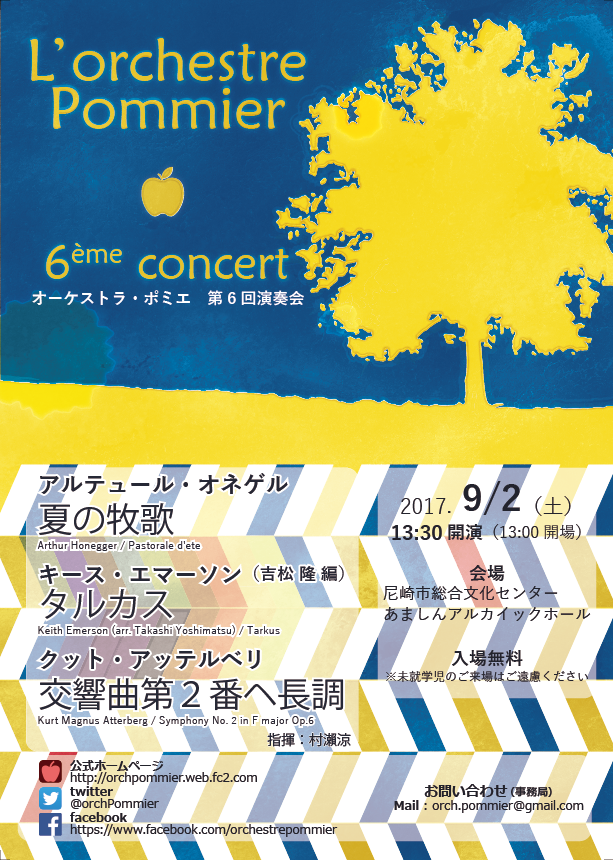 L'orchestre
Pommier
6ème concert
オーケストラ・ポミエ　第6回演奏会
アルテュール・オネゲル
夏の牧歌
Arthur Honegger / Pastorale d'ete
キース・エマーソン（吉松 隆 編）
タルカス
Keith Emerson (arr. Takashi Yoshimatsu) / Tarkus
クット・アッテルベリ
交響曲第2番ヘ長調
Kurt Magnus Atterberg / Symphony No. 2 in F major Op.6
指揮：村瀬涼
2017. 9/2（土）
13:30 開演（13:00 開場）
会場
尼崎市総合文化センター
あましんアルカイックホール
入場無料
※未就学児のご来場はご遠慮ください
公式ホームページ
http://orchpommier.web.fc2.com
twitter
@orchPommier
facebook
https://www.facebook.com/orchestrepommier
お問い合わせ (事務局)
Mail : orch.pommier@gmail.com